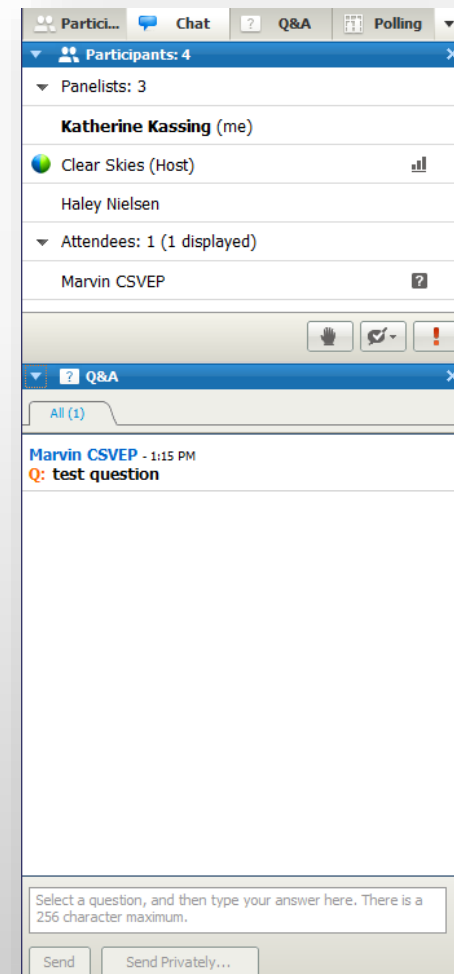 Partici... Chat ? Q&A Polling
Participants: 4
Panelists: 3
Katherine Kassing (me)
Clear Skies (Host)
Haley Nielsen
Attendees: 1 (1 displayed)
Marvin CSVEP ?
? Q&A
All (1)
Marvin CSVEP - 1:15 PM
Q: test question
Select a question, and then type your answer here. There is a
256 character maximum.
Send Send Privately...